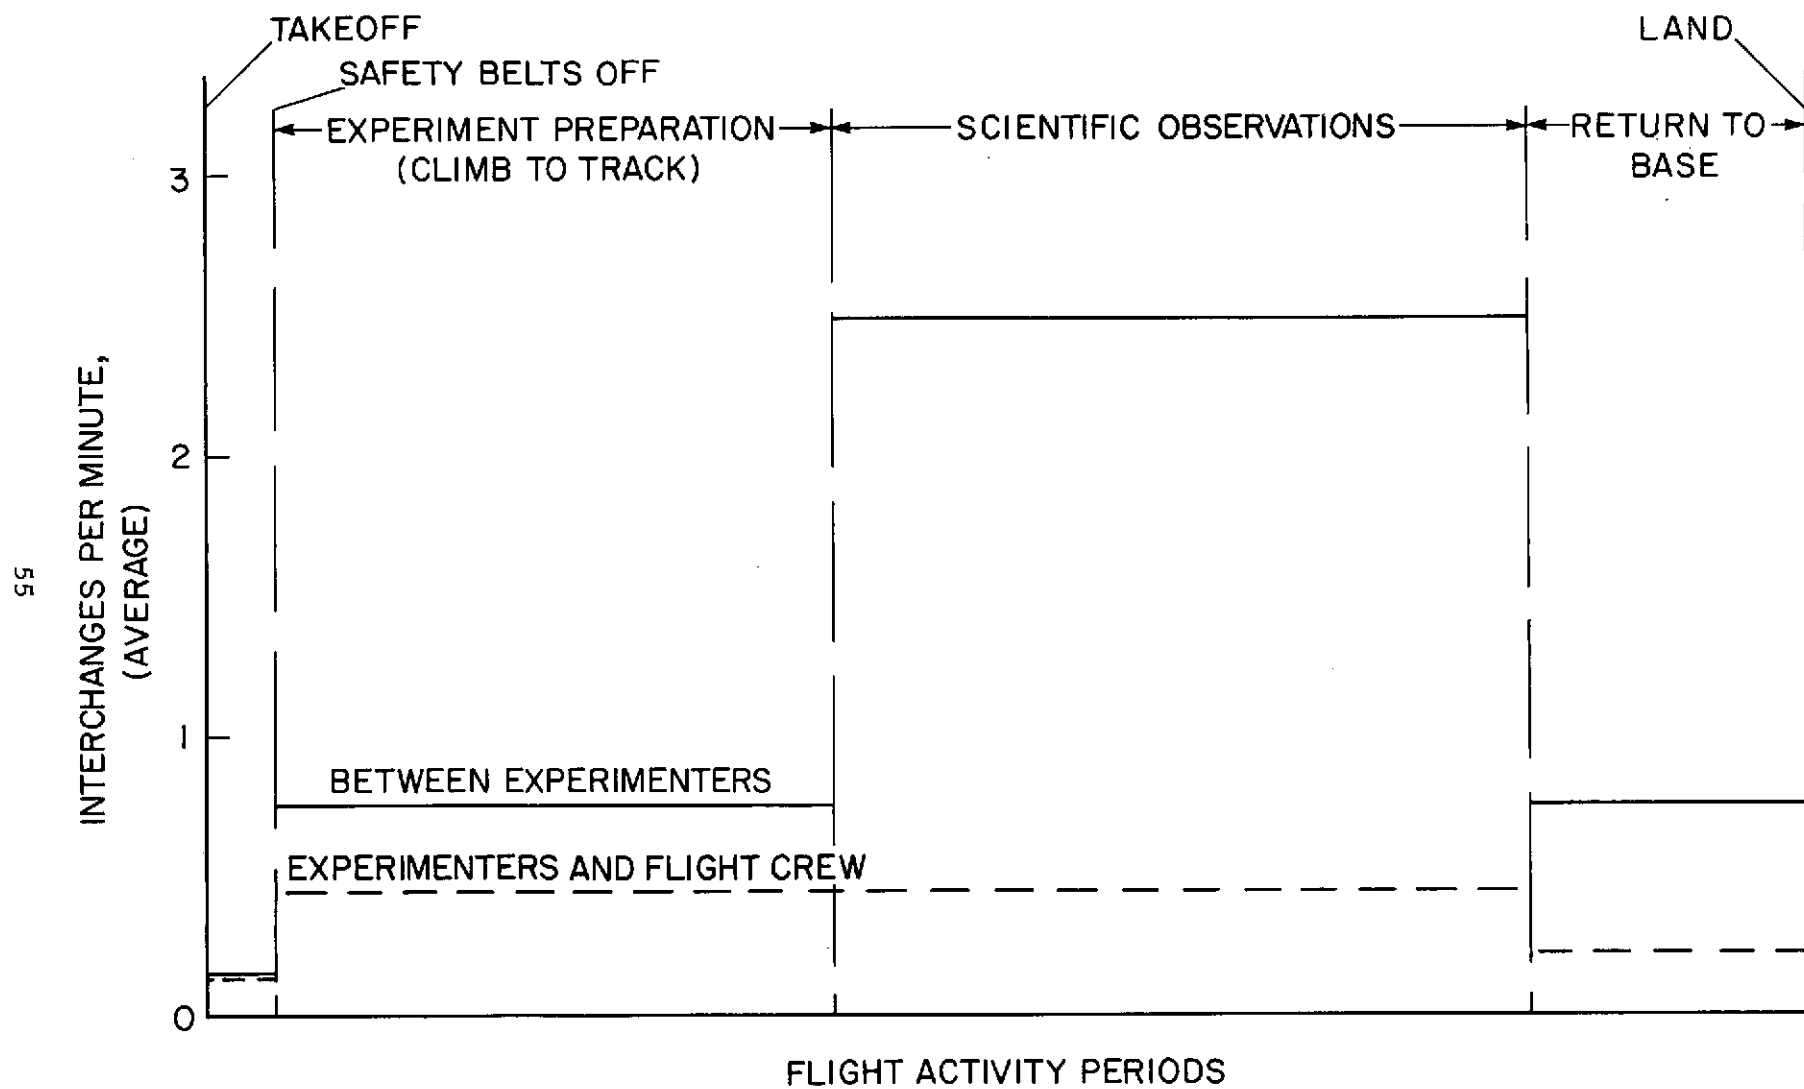 TAKEOFF
LAND
SAFETY BELTS OFF
EXPERIMENT PREPARATION
(CLIMB TO TRACK)
SCIENTIFIC OBSERVATIONS
RETURN TO
BASE
3
2
1
0
INTERCHANGES PER MINUTE,
(AVERAGE)
BETWEEN EXPERIMENTERS
EXPERIMENTERS AND FLIGHT CREW
FLIGHT ACTIVITY PERIODS
55